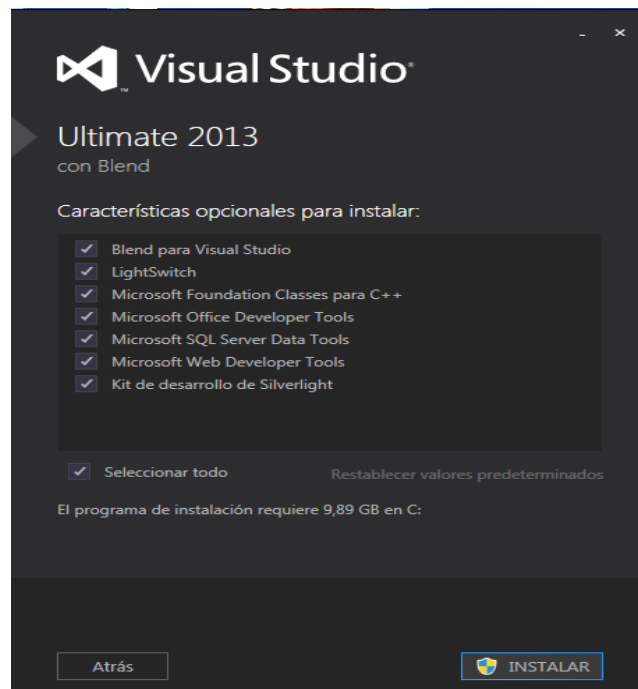 Visual Studio
Ultimate 2013
con Blend
Características opcionales para instalar:
Blend para Visual Studio
LightSwitch
Microsoft Foundation Classes para C++
Microsoft Office Developer Tools
Microsoft SQL Server Data Tools
Microsoft Web Developer Tools
Kit de desarrollo de Silverlight
Seleccionar todo
Restablecer valores predeterminados
El programa de instalación requiere 9,89 GB en C:
Atrás
INSTALAR